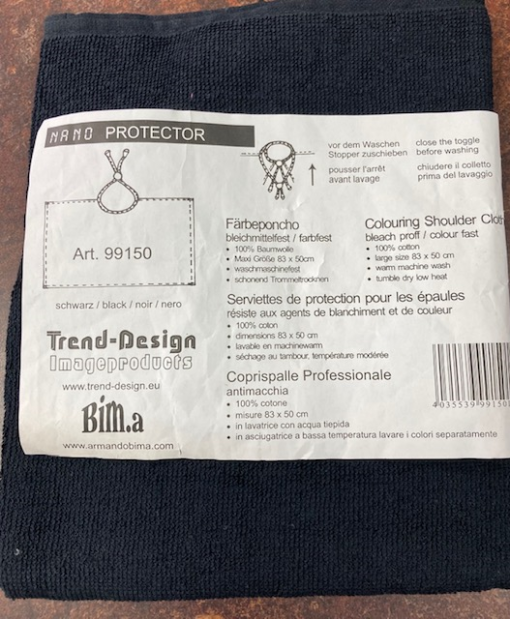 NANO PROTECTOR
vor dem Waschen
Stopper zuschieben
close the toggle
before washing
pousser l'arrêt
avant lavage
chiudere il colletto
prima del lavaggio
Art. 99150
schwarz / black / noir / nero
Trend-Design
Imageproducts
www.trend-design.eu
Bim.a
www.armandobima.com
Färbeponcho
bleichmittelfest / farbfest
• 100% Baumwolle
• Maxi Größe 83 x 50cm
• waschmaschinefest
• schonend Trommeltrocknen
Colouring Shoulder Clot
bleach proff / colour fast
• 100% cotton
• large size 83 x 50 cm
• warm machine wash
• tumble dry low heat
Serviettes de protection pour les épaules
résiste aux agents de blanchiment et de couleur
• 100% coton
• dimensions 83 x 50 cm
• lavable en machinewarm
• séchage au tambour, température modérée
Coprispalle Professionale
antimacchia
• 100% cotone
• misure 83 x 50 cm
• in lavatrice con acqua tiepida
• in asciugatrice a bassa temperatura lavare i colori separatamente
4035539 99150